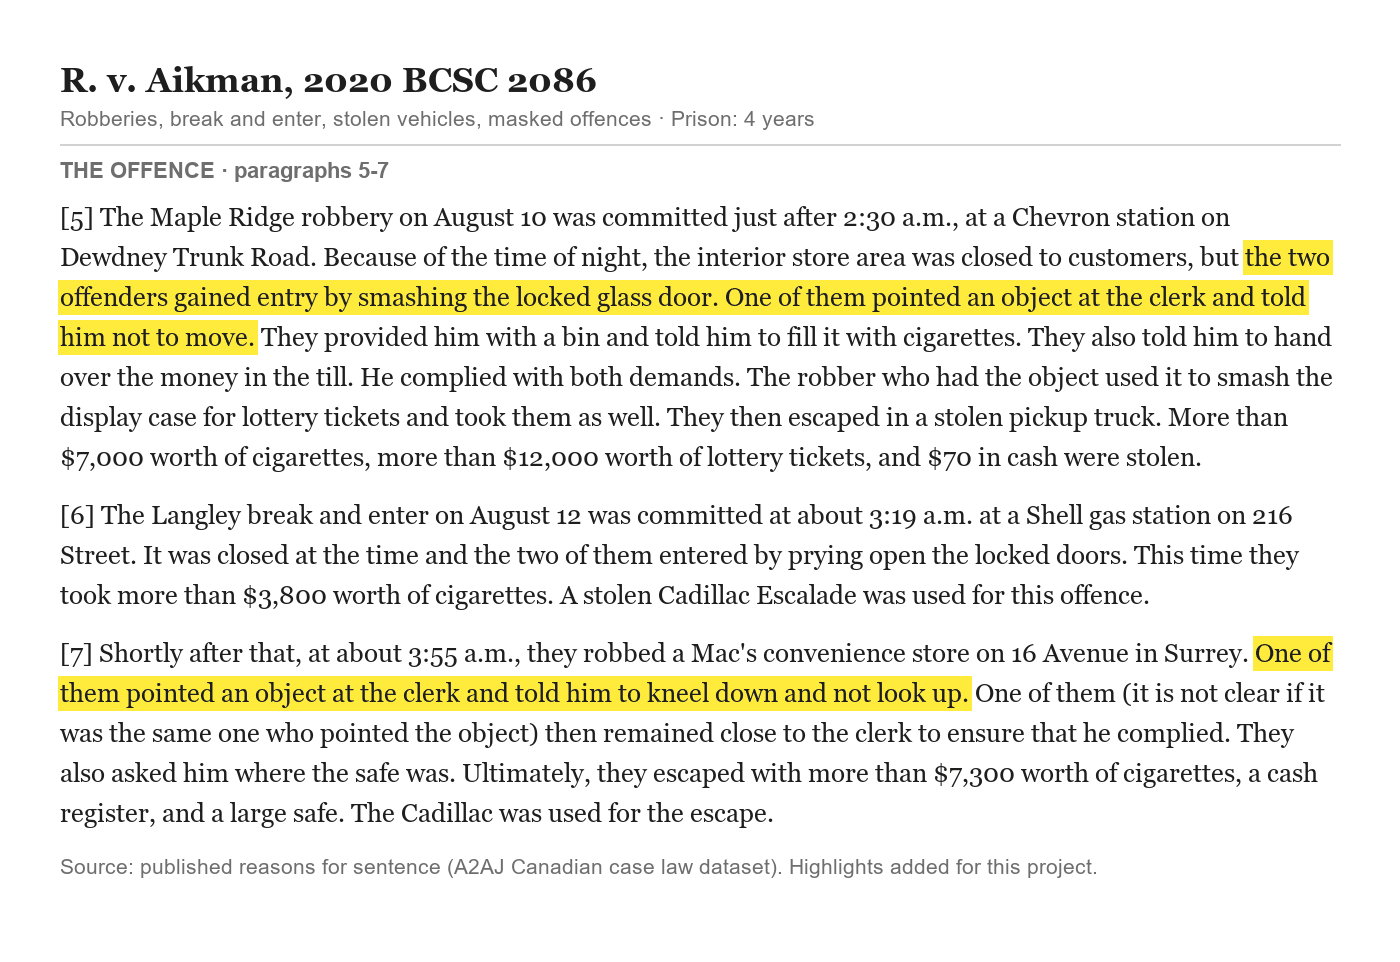 R. v. Aikman, 2020 BCSC 2086
Robberies, break and enter, stolen vehicles, masked offences · Prison: 4 years
THE OFFENCE · paragraphs 5-7
[5] The Maple Ridge robbery on August 10 was committed just after 2:30 a.m., at a Chevron station on
Dewdney Trunk Road. Because of the time of night, the interior store area was closed to customers, but the two
offenders gained entry by smashing the locked glass door. One of them pointed an object at the clerk and told
him not to move. They provided him with a bin and told him to fill it with cigarettes. They also told him to hand
over the money in the till. He complied with both demands. The robber who had the object used it to smash the
display case for lottery tickets and took them as well. They then escaped in a stolen pickup truck. More than
$7,000 worth of cigarettes, more than $12,000 worth of lottery tickets, and $70 in cash were stolen.
[6] The Langley break and enter on August 12 was committed at about 3:19 a.m. at a Shell gas station on 216
Street. It was closed at the time and the two of them entered by prying open the locked doors. This time they
took more than $3,800 worth of cigarettes. A stolen Cadillac Escalade was used for this offence.
[7] Shortly after that, at about 3:55 a.m., they robbed a Mac's convenience store on 16 Avenue in Surrey. One of
them pointed an object at the clerk and told him to kneel down and not look up. One of them (it is not clear if it
was the same one who pointed the object) then remained close to the clerk to ensure that he complied. They
also asked him where the safe was. Ultimately, they escaped with more than $7,300 worth of cigarettes, a cash
register, and a large safe. The Cadillac was used for the escape.
Source: published reasons for sentence (A2AJ Canadian case law dataset). Highlights added for this project.